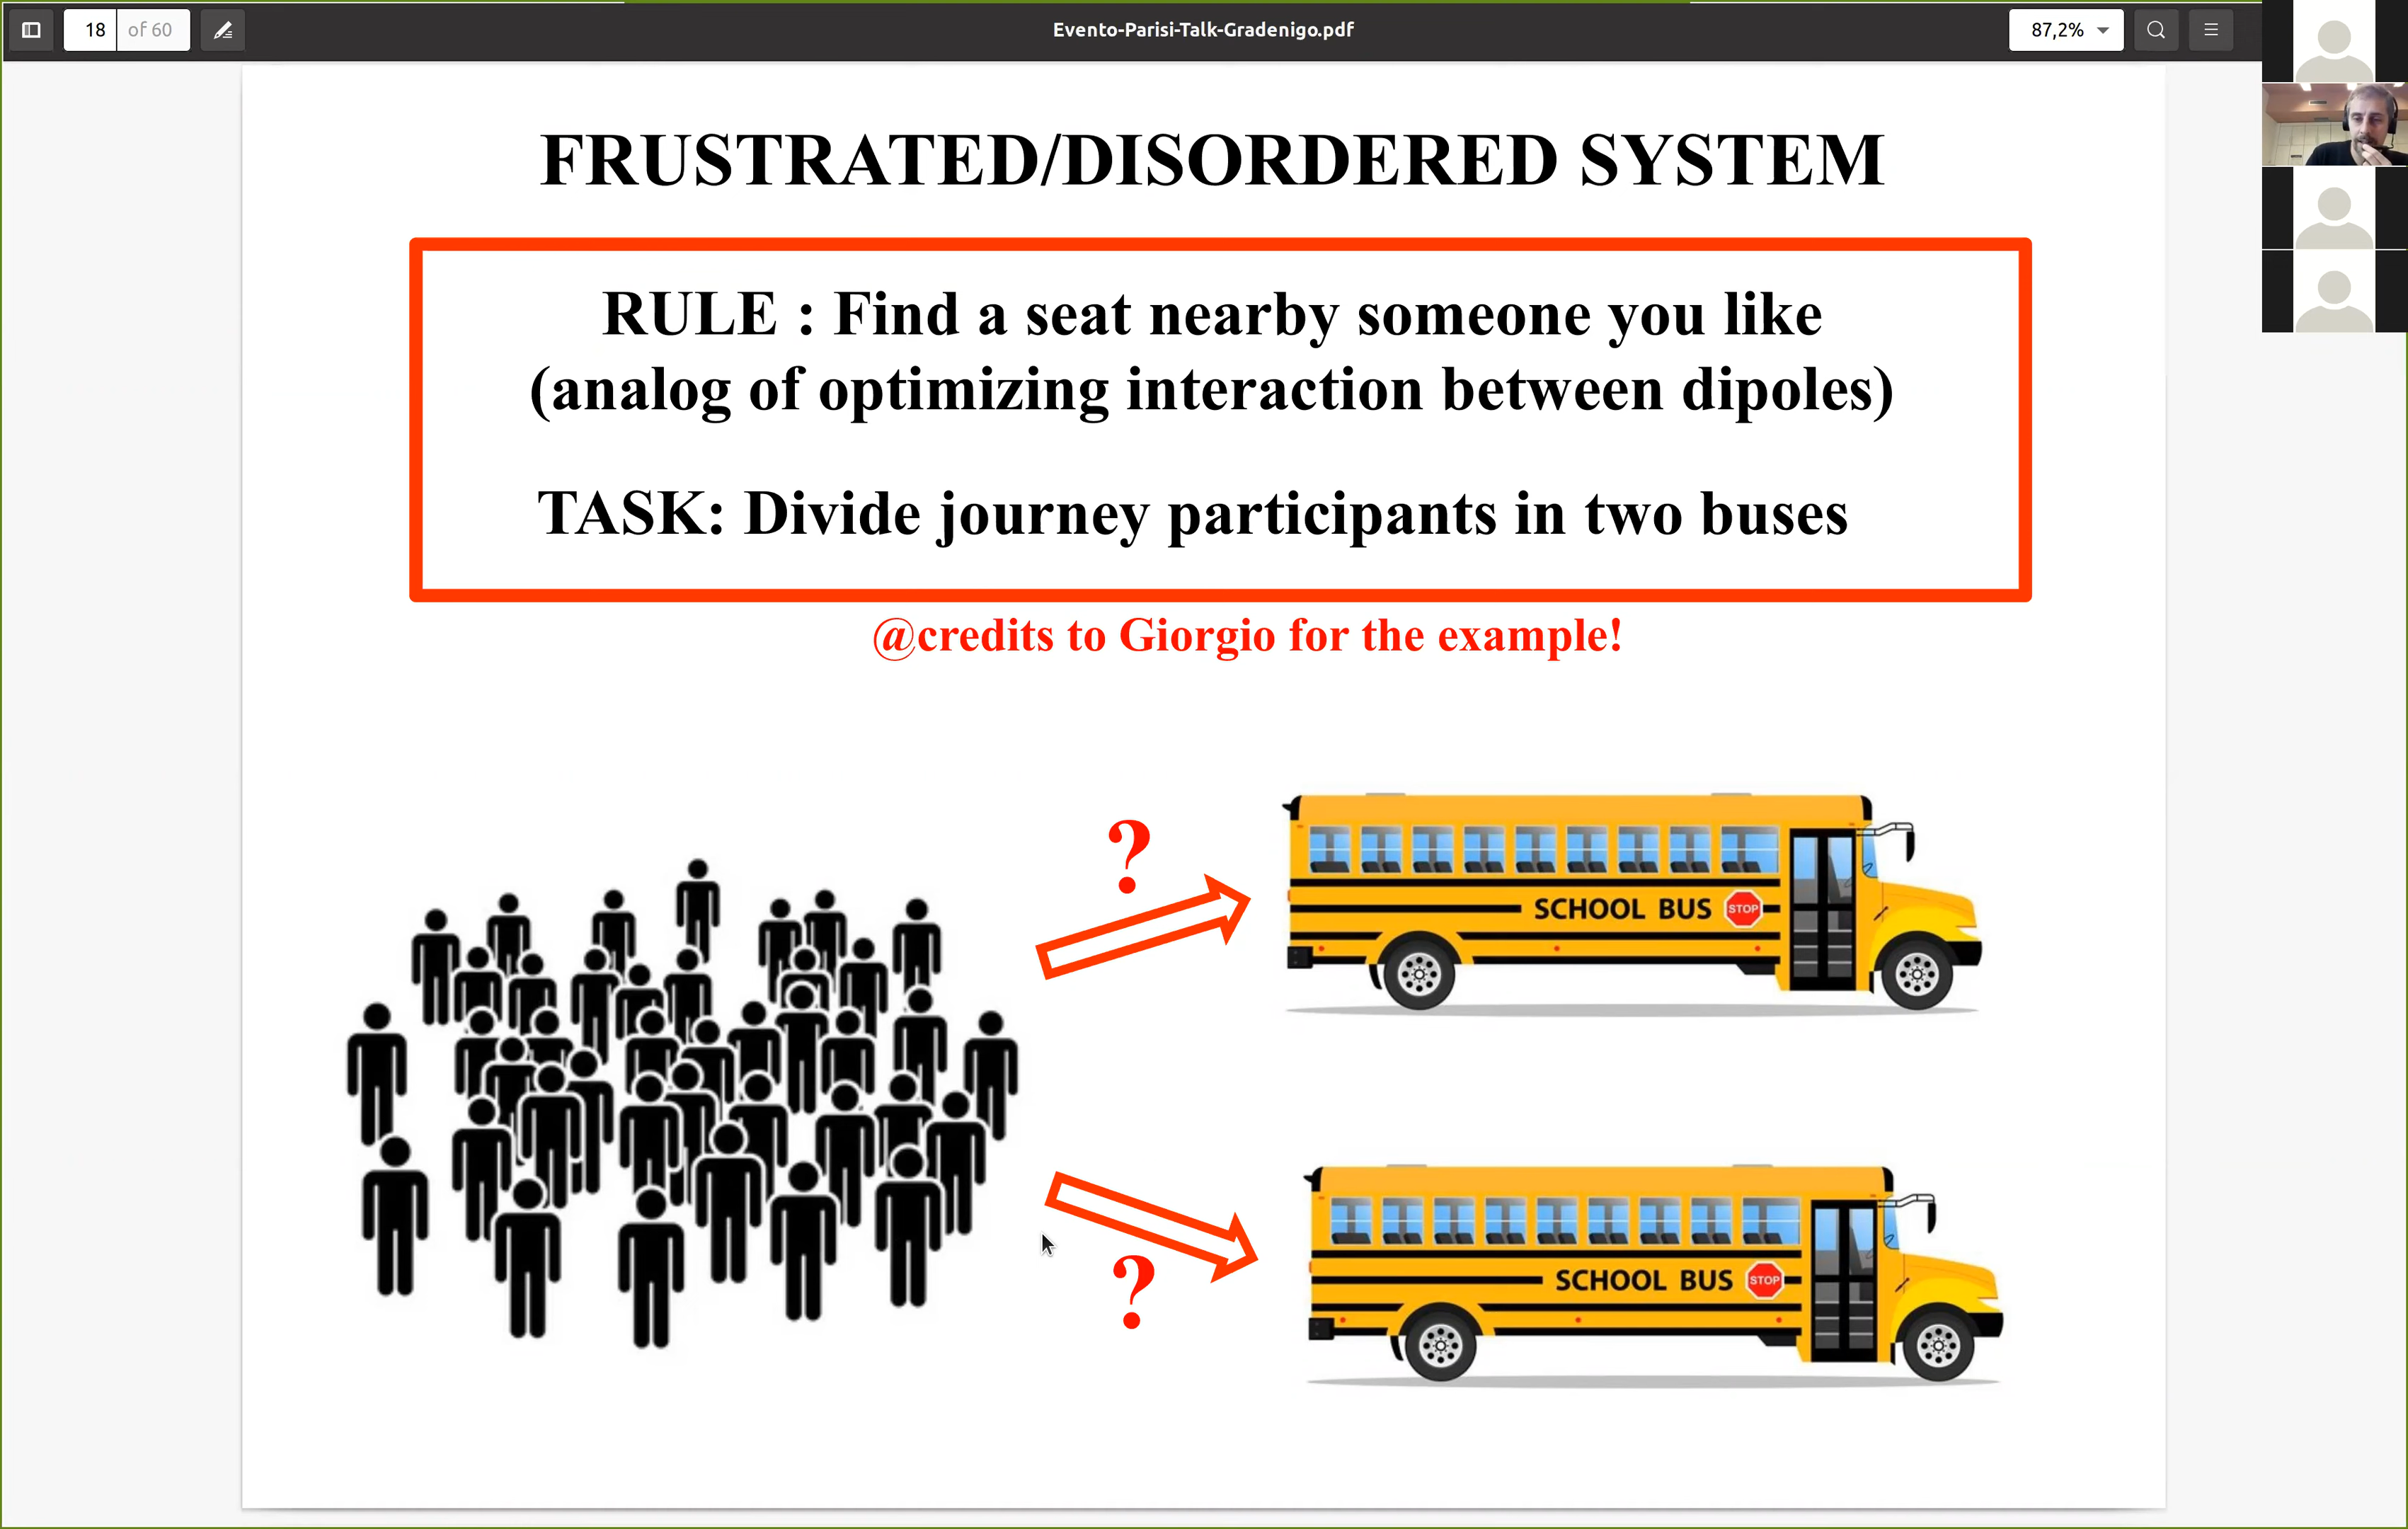 18 of 60
Evento-Parisi-Talk-Gradenigo.pdf
87,2%
FRUSTRATED/DISORDERED SYSTEM
RULE : Find a seat nearby someone you like
(analog of optimizing interaction between dipoles)
TASK: Divide journey participants in two buses
@credits to Giorgio for the example!
?
SCHOOL BUS STOP
?
SCHOOL BUS STOP